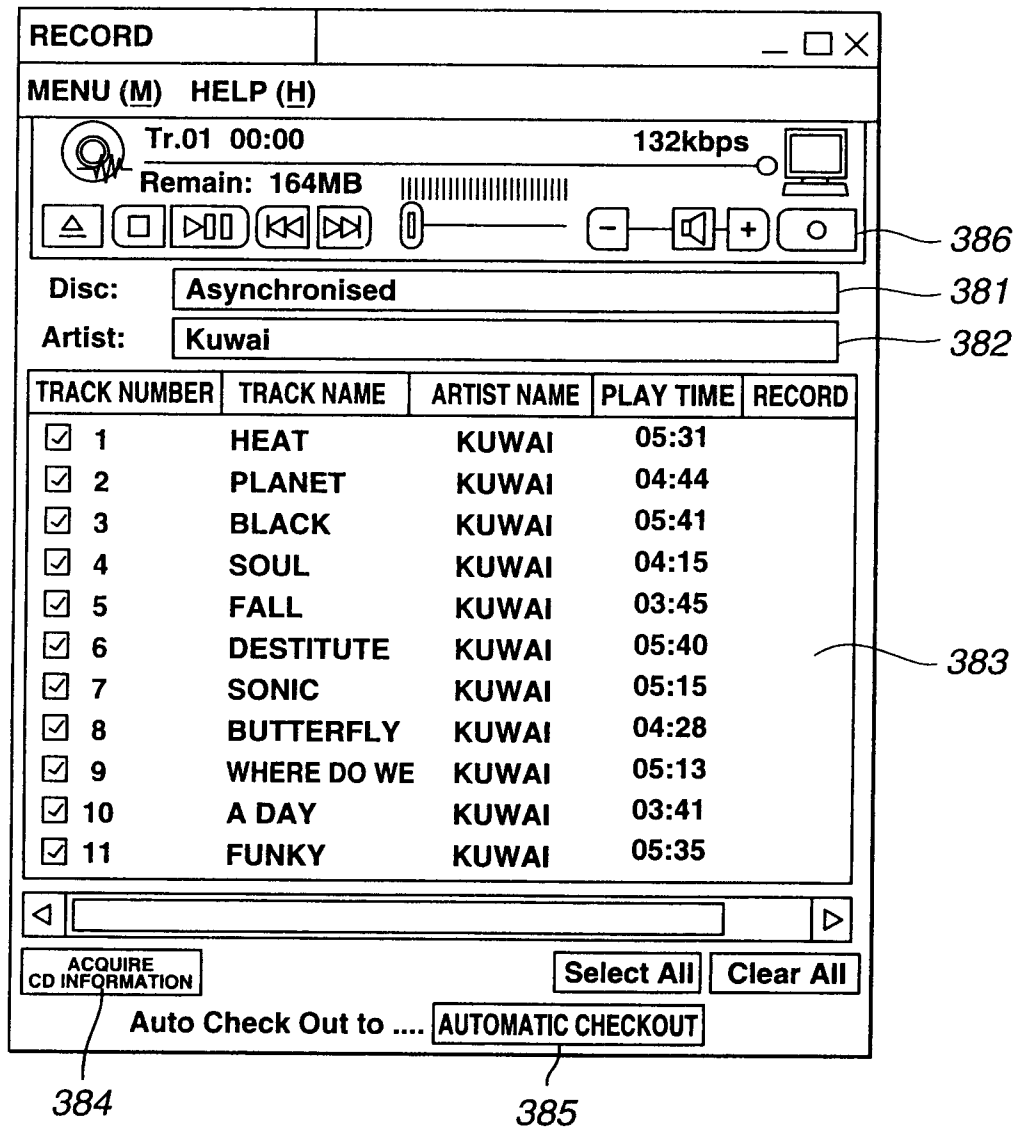 RECORD
MENU (M) HELP (H)
Tr.01 00:00 132kbps
Remain: 164MB
386
Disc: Asynchronised 381
Artist: Kuwai 382
TRACK NUMBER TRACK NAME ARTIST NAME PLAY TIME RECORD
1 HEAT KUWAI 05:31
2 PLANET KUWAI 04:44
3 BLACK KUWAI 05:41
4 SOUL KUWAI 04:15
5 FALL KUWAI 03:45
6 DESTITUTE KUWAI 05:40
383
7 SONIC KUWAI 05:15
8 BUTTERFLY KUWAI 04:28
9 WHERE DO WE KUWAI 05:13
10 A DAY KUWAI 03:41
11 FUNKY KUWAI 05:35
ACQUIRE
CD INFORMATION
Select All Clear All
Auto Check Out to .... AUTOMATIC CHECKOUT
384 385